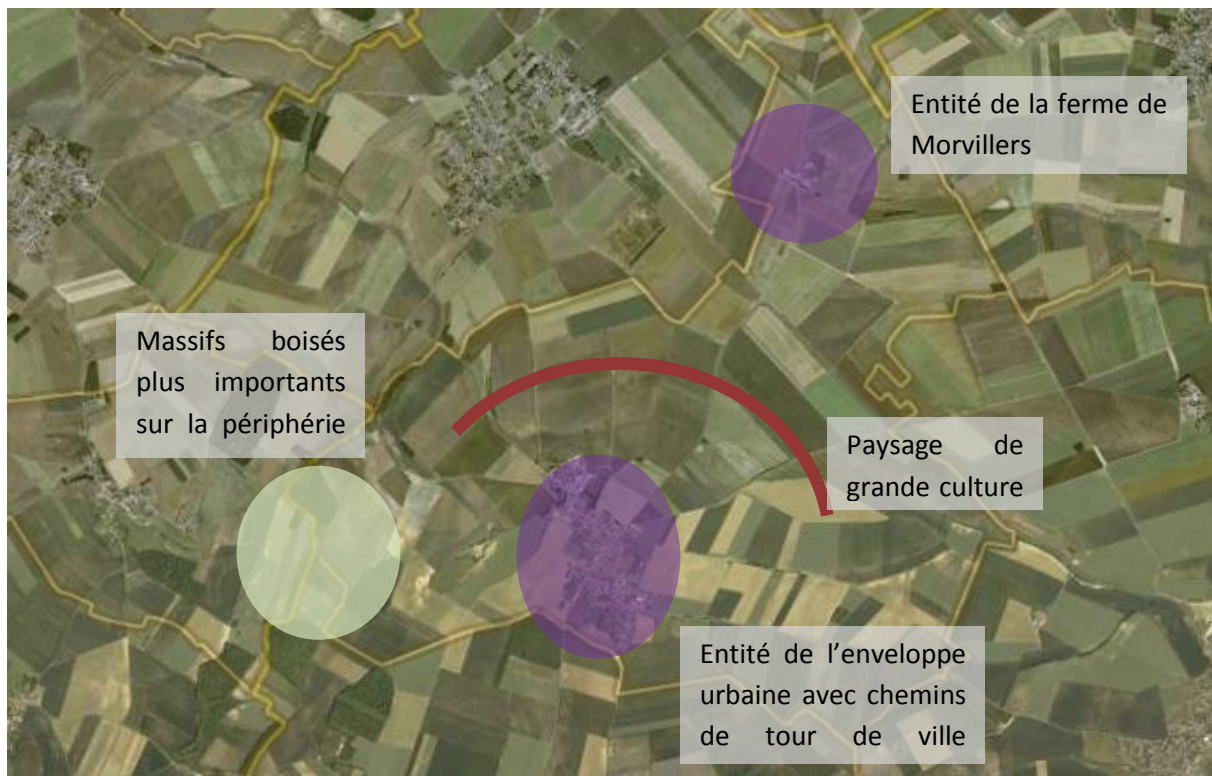 Entité de la ferme de
Morvillers
Massifs boisés
plus importants
sur la périphérie
Paysage de
grande culture
Entité de l’enveloppe
urbaine avec chemins
de tour de ville